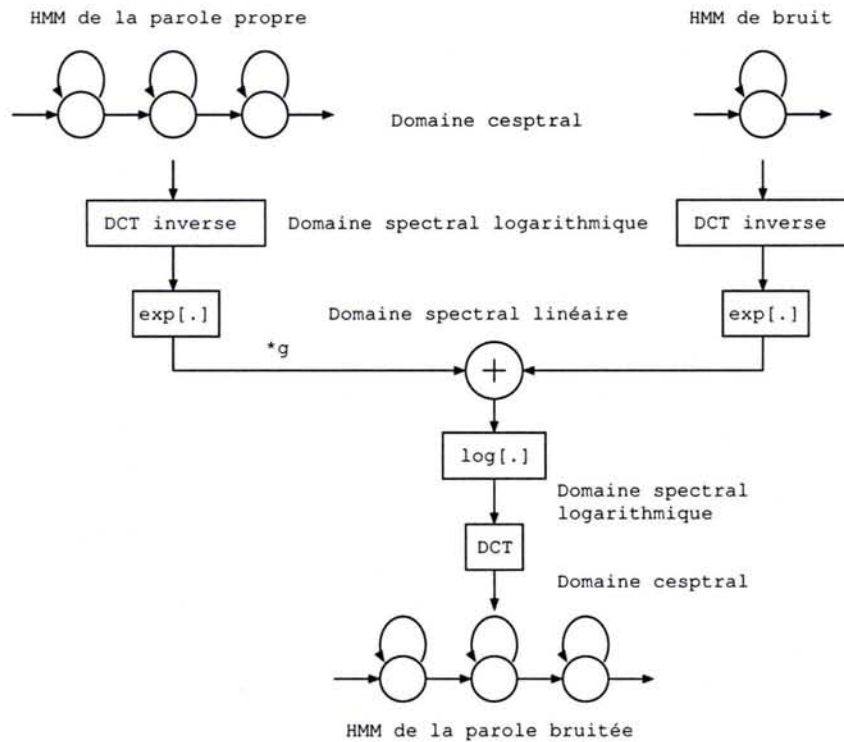 HMM de la parole propre
HMM de bruit
Domaine cesptral
DCT inverse
Domaine spectral logarithmique
DCT inverse
exp[.]
Domaine spectral linéaire
exp[.]
*g
+
log[.]
Domaine spectral
logarithmique
DCT
Domaine cesptral
HMM de la parole bruitée